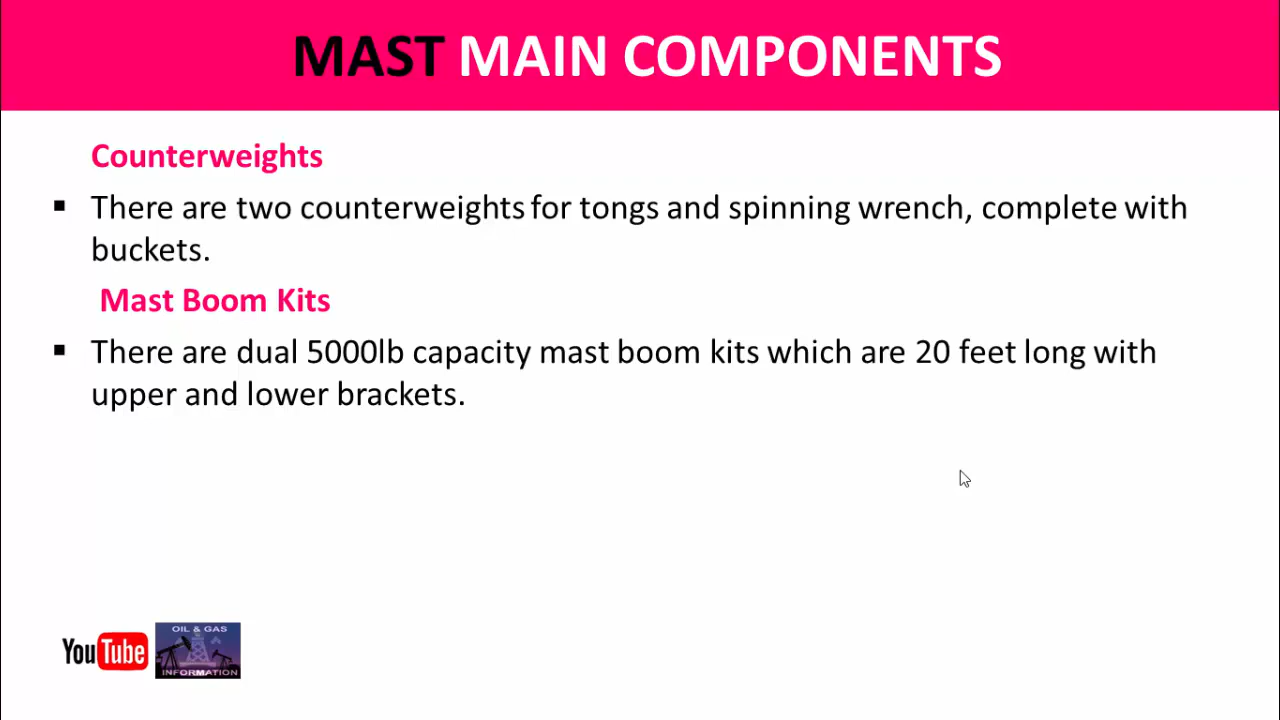 MAST MAIN COMPONENTS
Counterweights
▪ There are two counterweights for tongs and spinning wrench, complete with
buckets.
Mast Boom Kits
▪ There are dual 5000lb capacity mast boom kits which are 20 feet long with
upper and lower brackets.
YouTube
OIL & GAS
INFORMATION